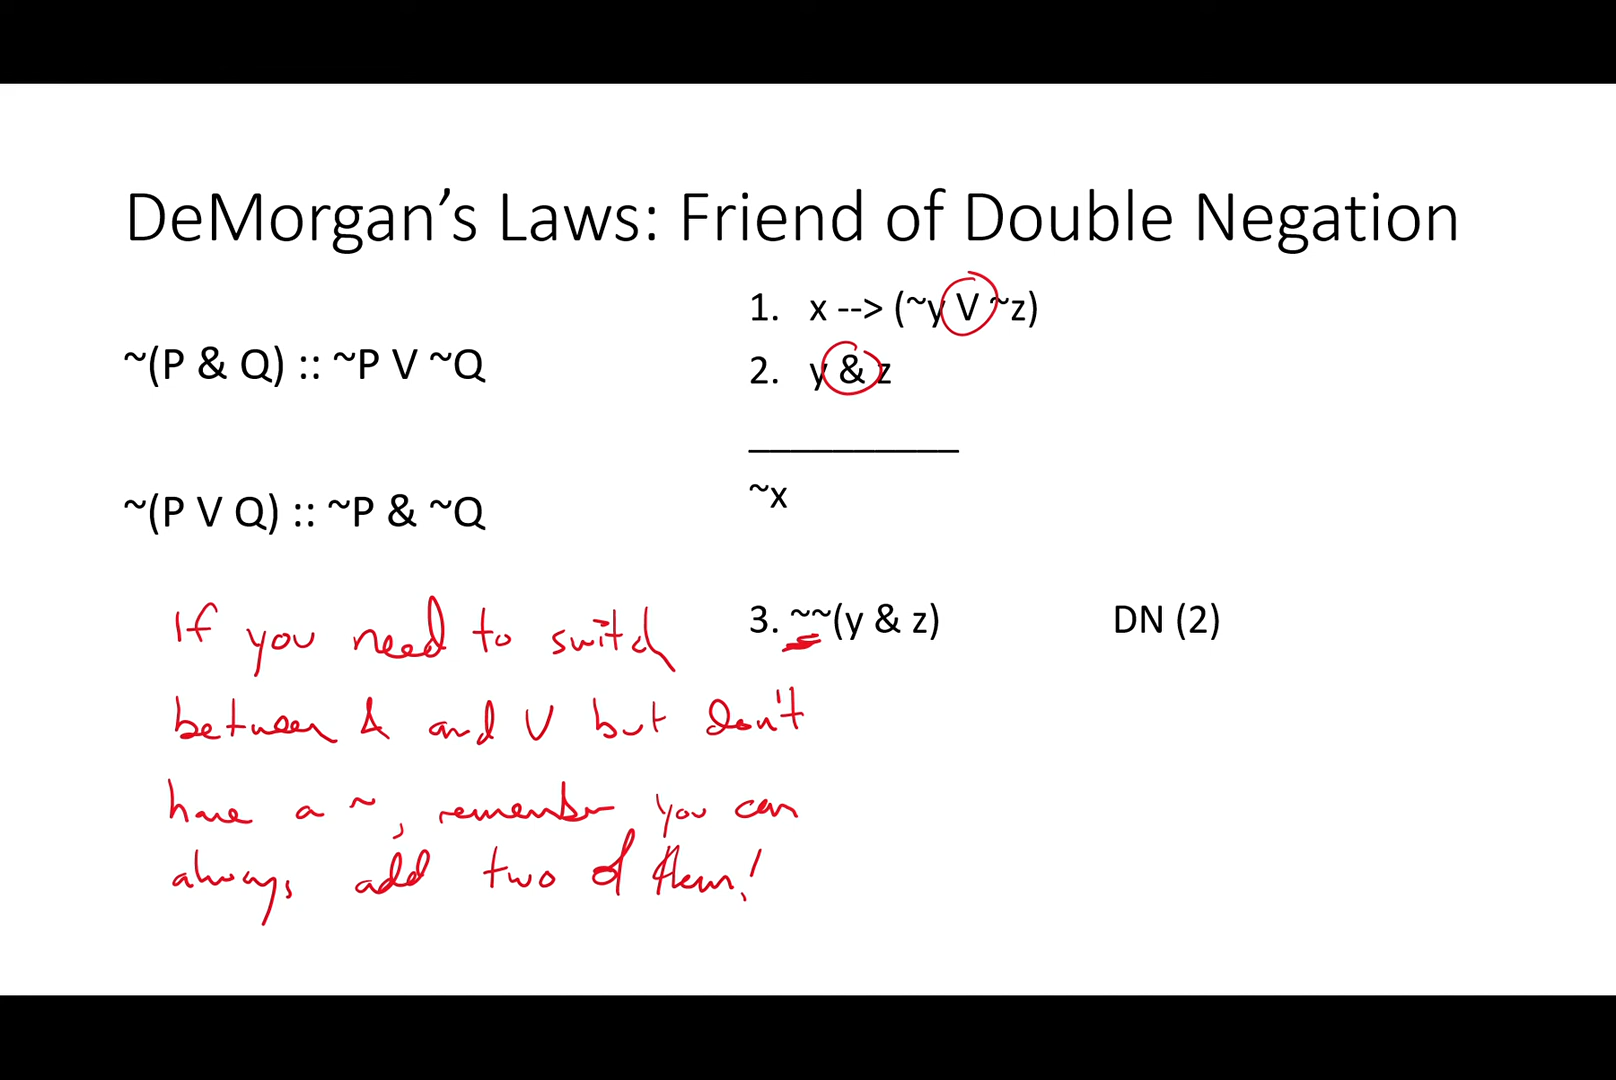 DeMorgan’s Laws: Friend of Double Negation
~(P & Q) :: ~P V ~Q
~(P V Q) :: ~P & ~Q
1. x --> (~y V ~z)
2. y & z
___________
~x
3. ~~(y & z) DN (2)
If you need to switch
between & and V but don't
have a ~, remember you can
always add two of them!